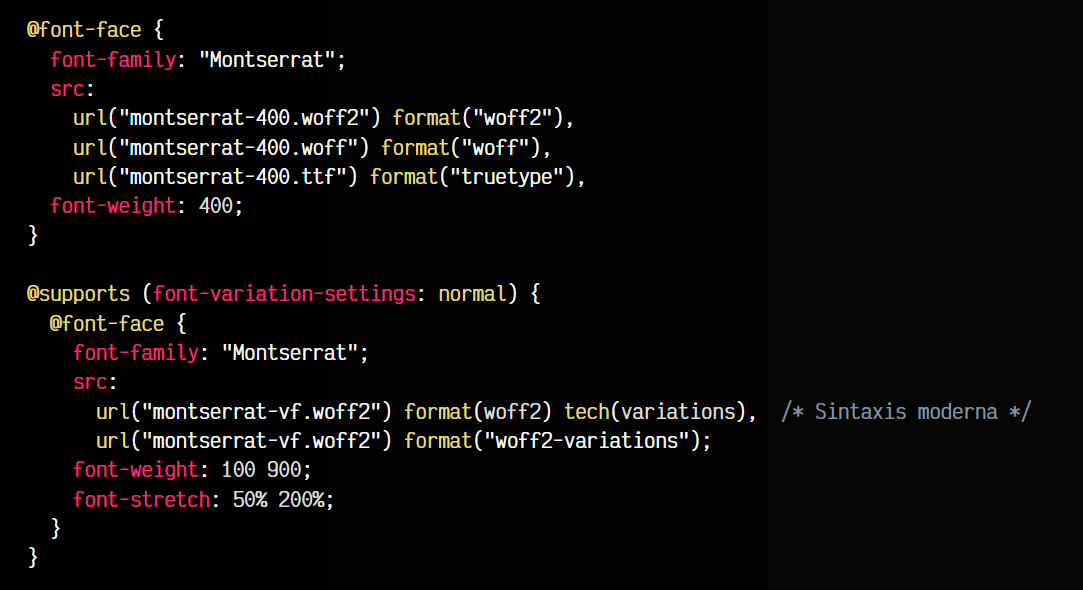 @font-face {
  font-family: "Montserrat";
  src:
    url("montserrat-400.woff2") format("woff2"),
    url("montserrat-400.woff") format("woff"),
    url("montserrat-400.ttf") format("truetype"),
  font-weight: 400;
}

@supports (font-variation-settings: normal) {
  @font-face {
    font-family: "Montserrat";
    src:
      url("montserrat-vf.woff2") format(woff2) tech(variations),  /* Sintaxis moderna */
      url("montserrat-vf.woff2") format("woff2-variations");
    font-weight: 100 900;
    font-stretch: 50% 200%;
  }
}